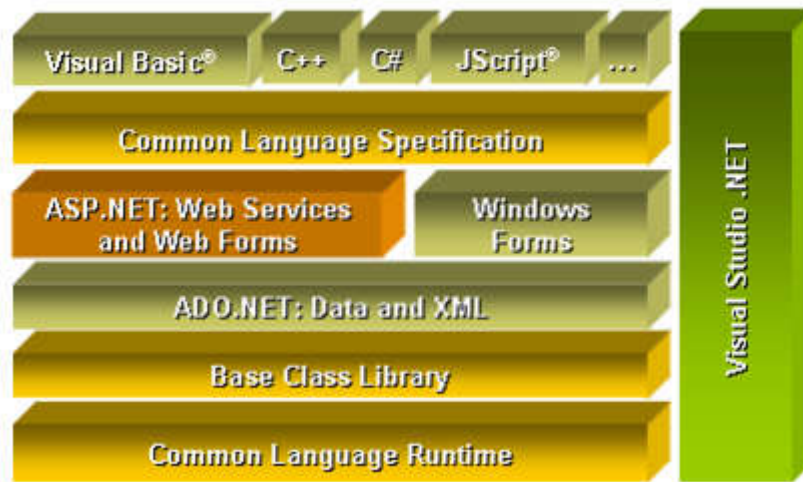 Visual Basic®
C++
C#
JScript®
...
Common Language Specification
ASP.NET: Web Services
and Web Forms
Windows
Forms
ADO.NET: Data and XML
Base Class Library
Common Language Runtime
Visual Studio .NET